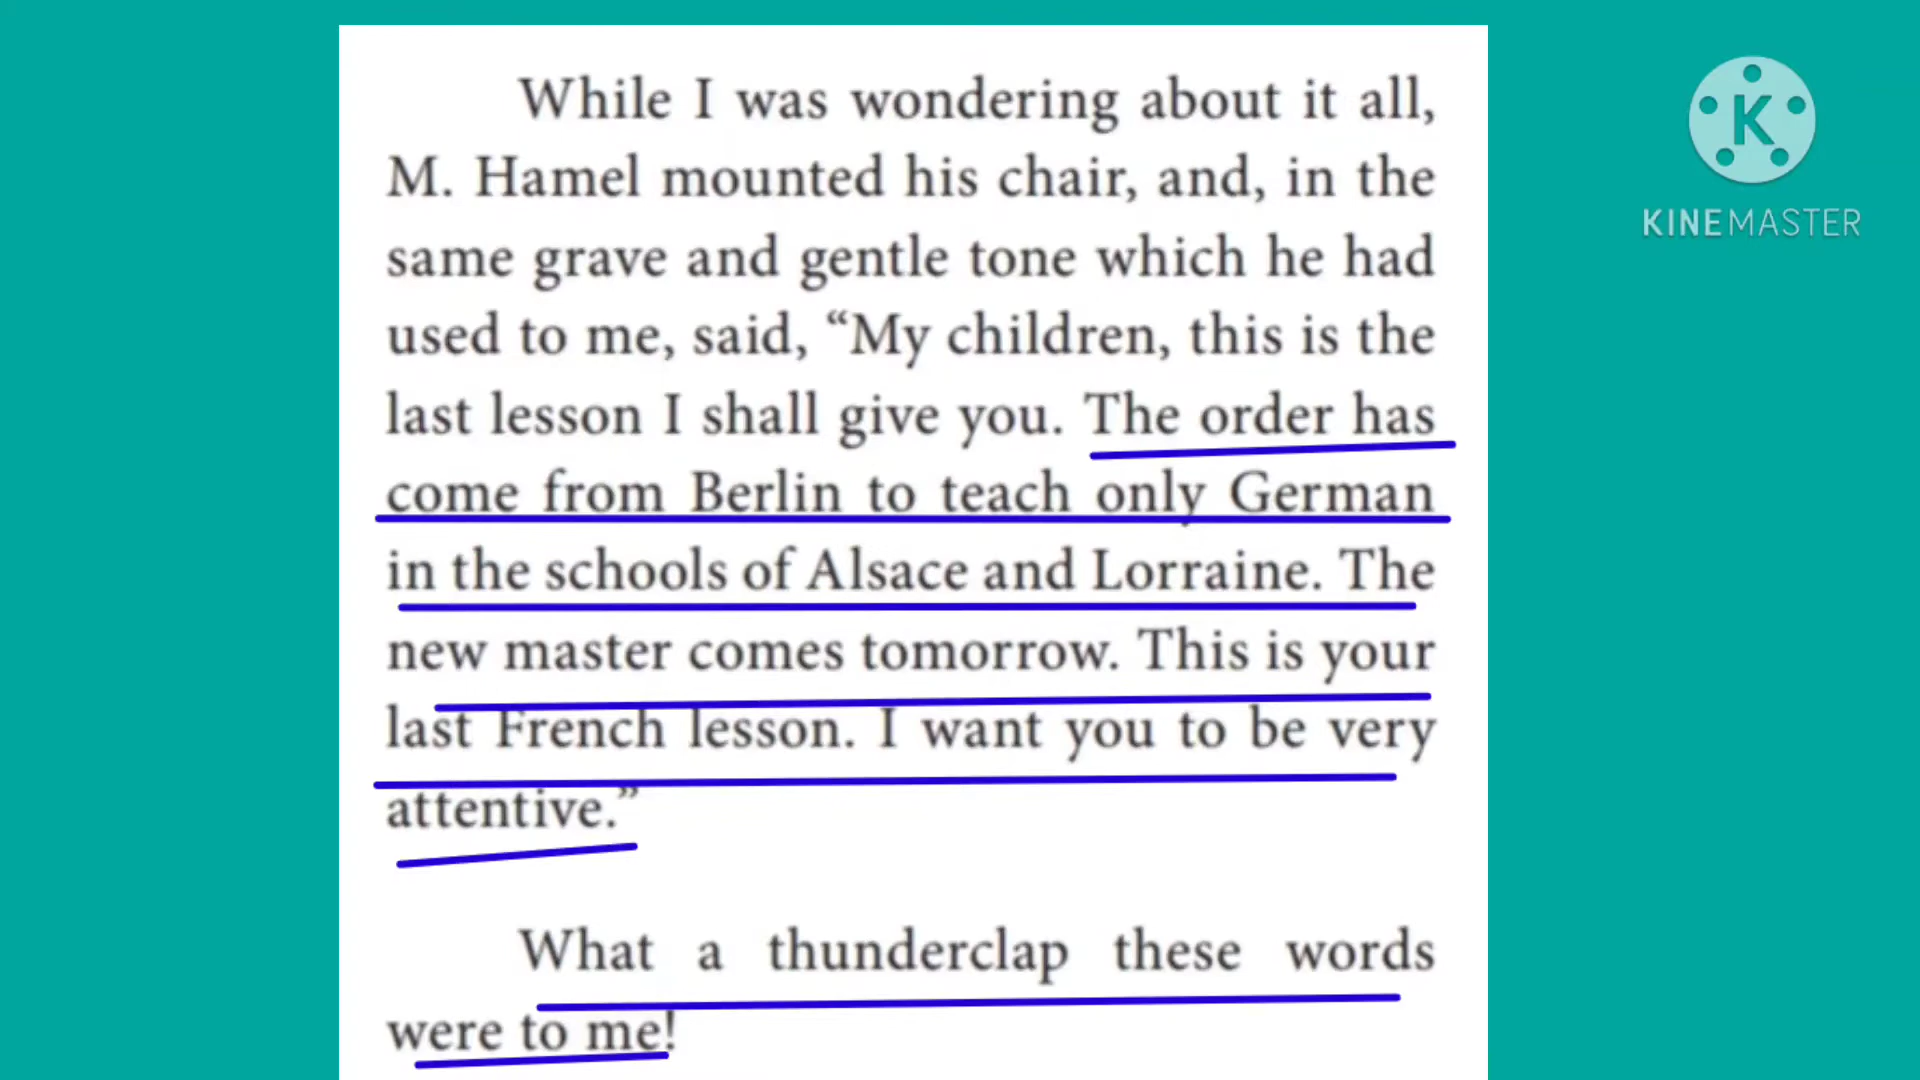 While I was wondering about it all,
M. Hamel mounted his chair, and, in the
same grave and gentle tone which he had
used to me, said, “My children, this is the
last lesson I shall give you. The order has
come from Berlin to teach only German
in the schools of Alsace and Lorraine. The
new master comes tomorrow. This is your
last French lesson. I want you to be very
attentive.”
What a thunderclap these words
were to me!
K
KINEMASTER